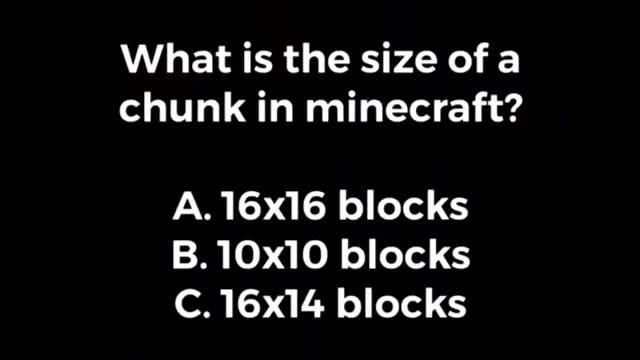 What is the size of a
chunk in minecraft?
A. 16x16 blocks
B. 10x10 blocks
C. 16x14 blocks